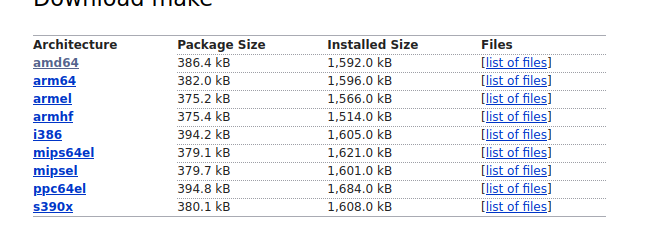 Download make
Architecture Package Size Installed Size Files
amd64 386.4 kB 1,592.0 kB [list of files]
arm64 382.0 kB 1,596.0 kB [list of files]
armel 375.2 kB 1,566.0 kB [list of files]
armhf 375.4 kB 1,514.0 kB [list of files]
i386 394.2 kB 1,605.0 kB [list of files]
mips64el 379.1 kB 1,621.0 kB [list of files]
mipsel 379.7 kB 1,601.0 kB [list of files]
ppc64el 394.8 kB 1,684.0 kB [list of files]
s390x 380.1 kB 1,608.0 kB [list of files]